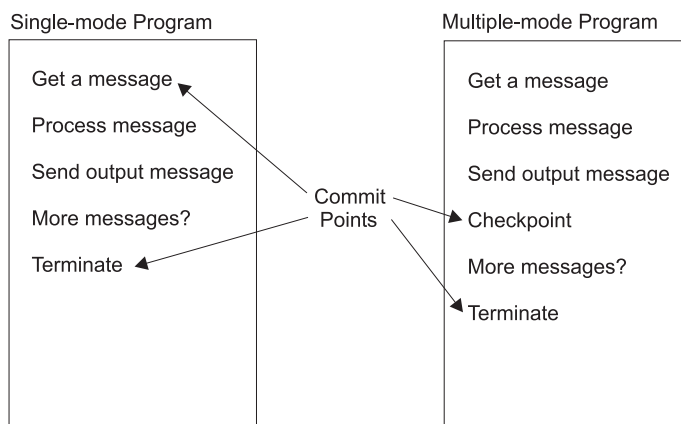 Single-mode Program
Get a message
Process message
Send output message
More messages?
Terminate
Commit
Points
Multiple-mode Program
Get a message
Process message
Send output message
Checkpoint
More messages?
Terminate